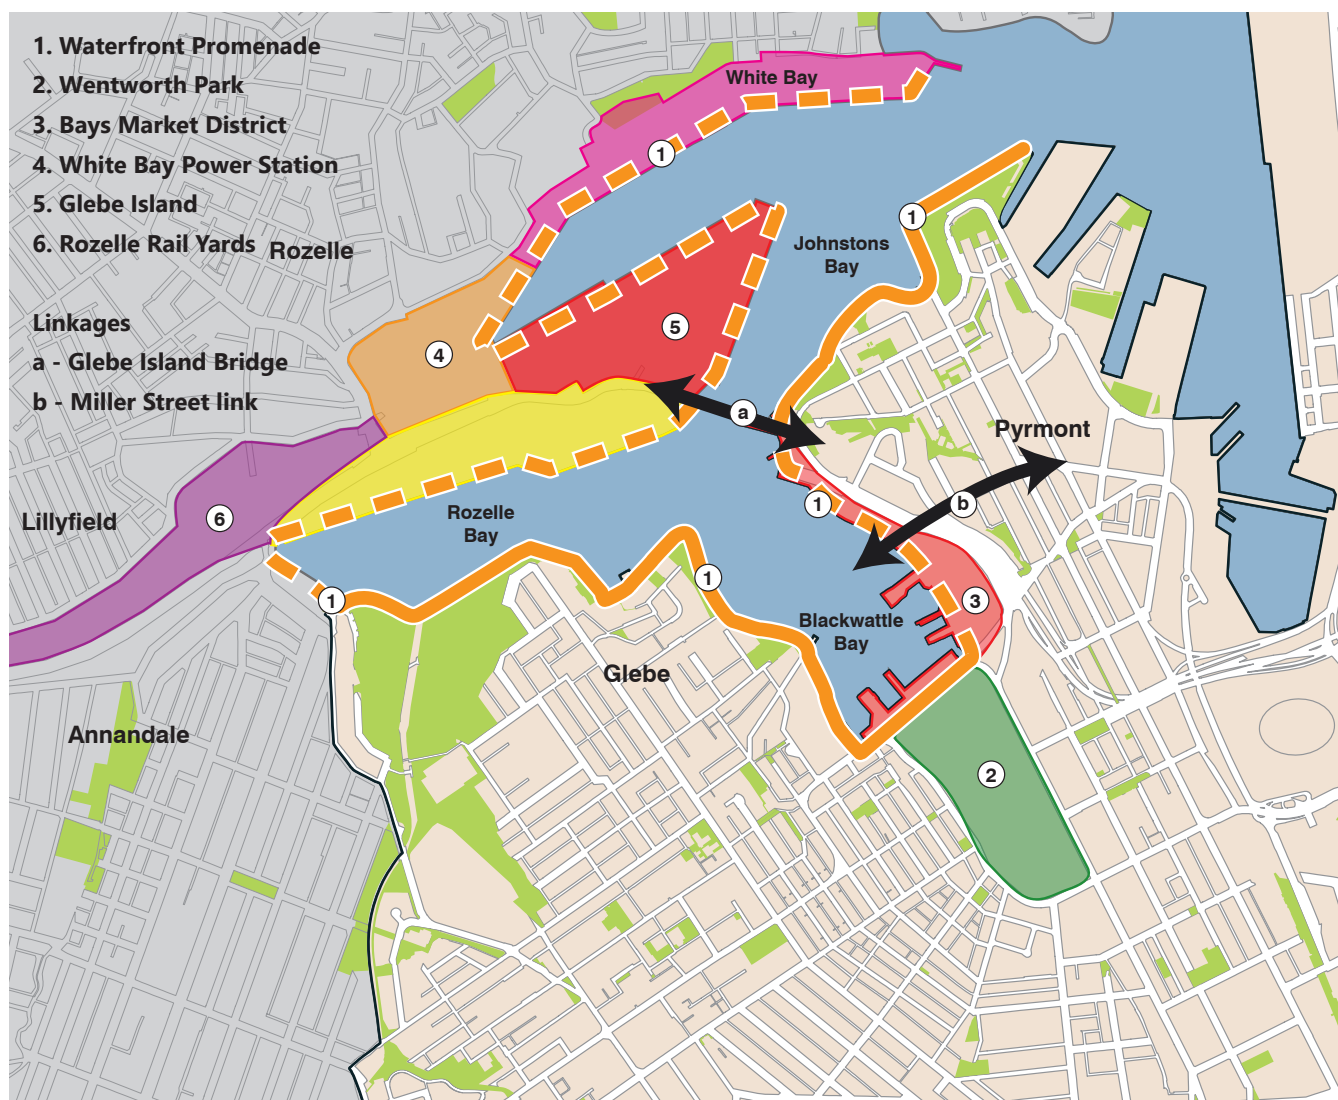 1. Waterfront Promenade
2. Wentworth Park
3. Bays Market District
4. White Bay Power Station
5. Glebe Island
6. Rozelle Rail Yards
Linkages
a - Glebe Island Bridge
b - Miller Street link
White Bay
1
1
Rozelle
Johnstons
Bay
5
4
a
Pyrmont
Lillyfield
6
Rozelle
Bay
1
b
1
1
3
Blackwattle
Bay
Glebe
Annandale
2